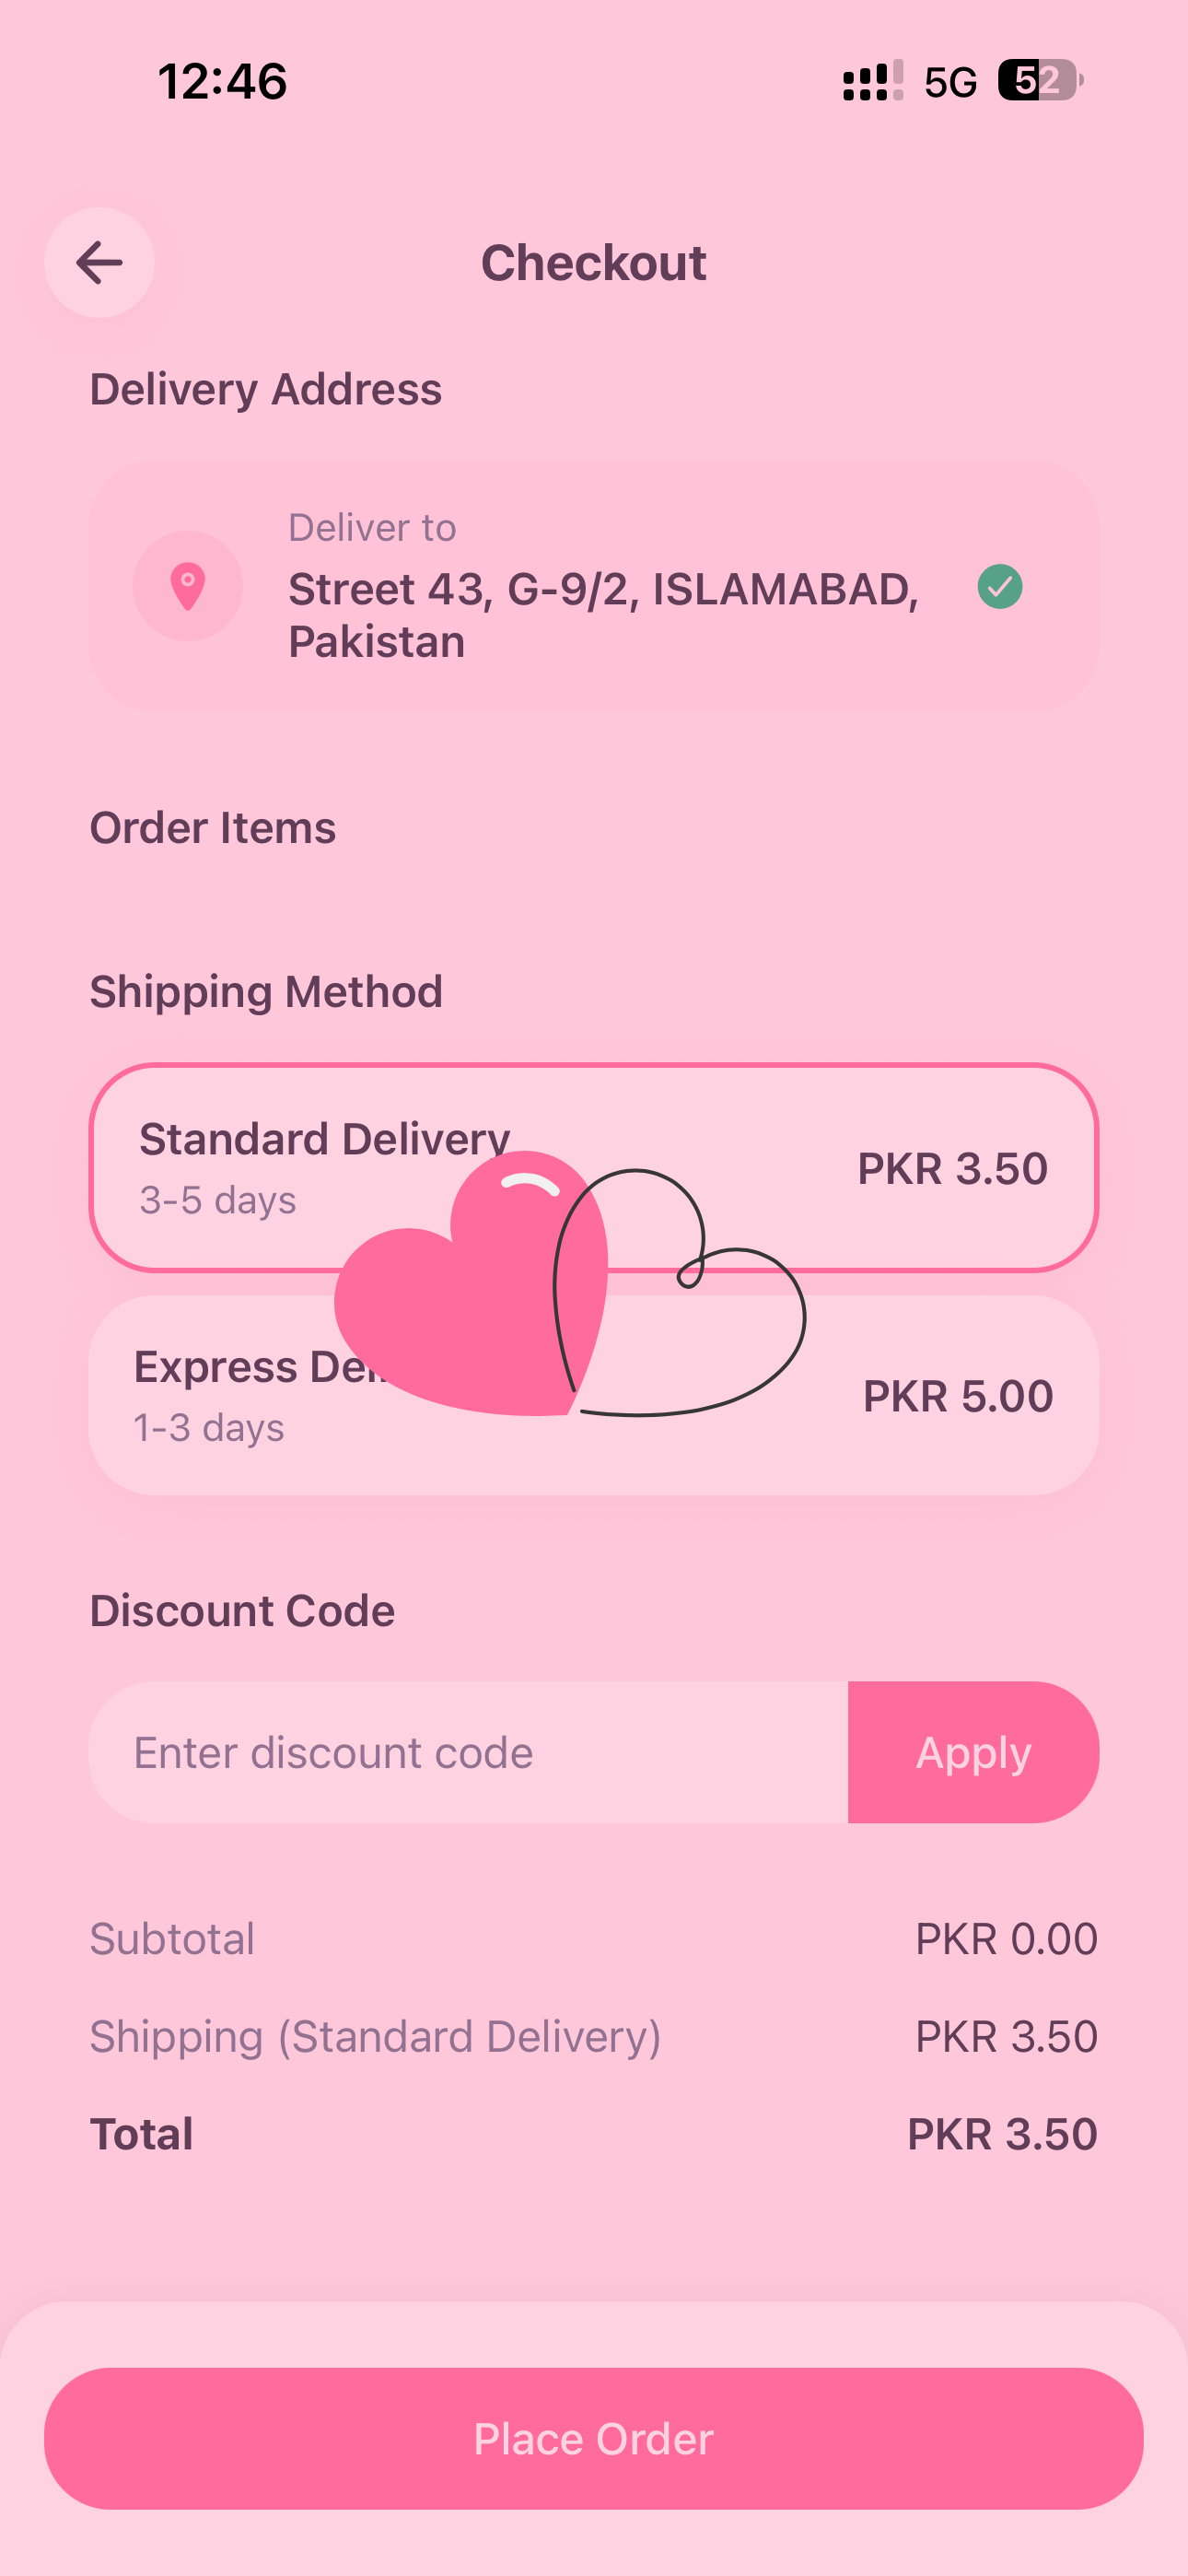 12:46
5G
52
Checkout
Delivery Address
Deliver to
Street 43, G-9/2, ISLAMABAD,
Pakistan
Order Items
Shipping Method
Standard Delivery
3-5 days
PKR 3.50
Express
1-3 days
PKR 5.00
Discount Code
Enter discount code
Apply
Subtotal
PKR 0.00
Shipping (Standard Delivery)
PKR 3.50
Total
PKR 3.50
Place Order